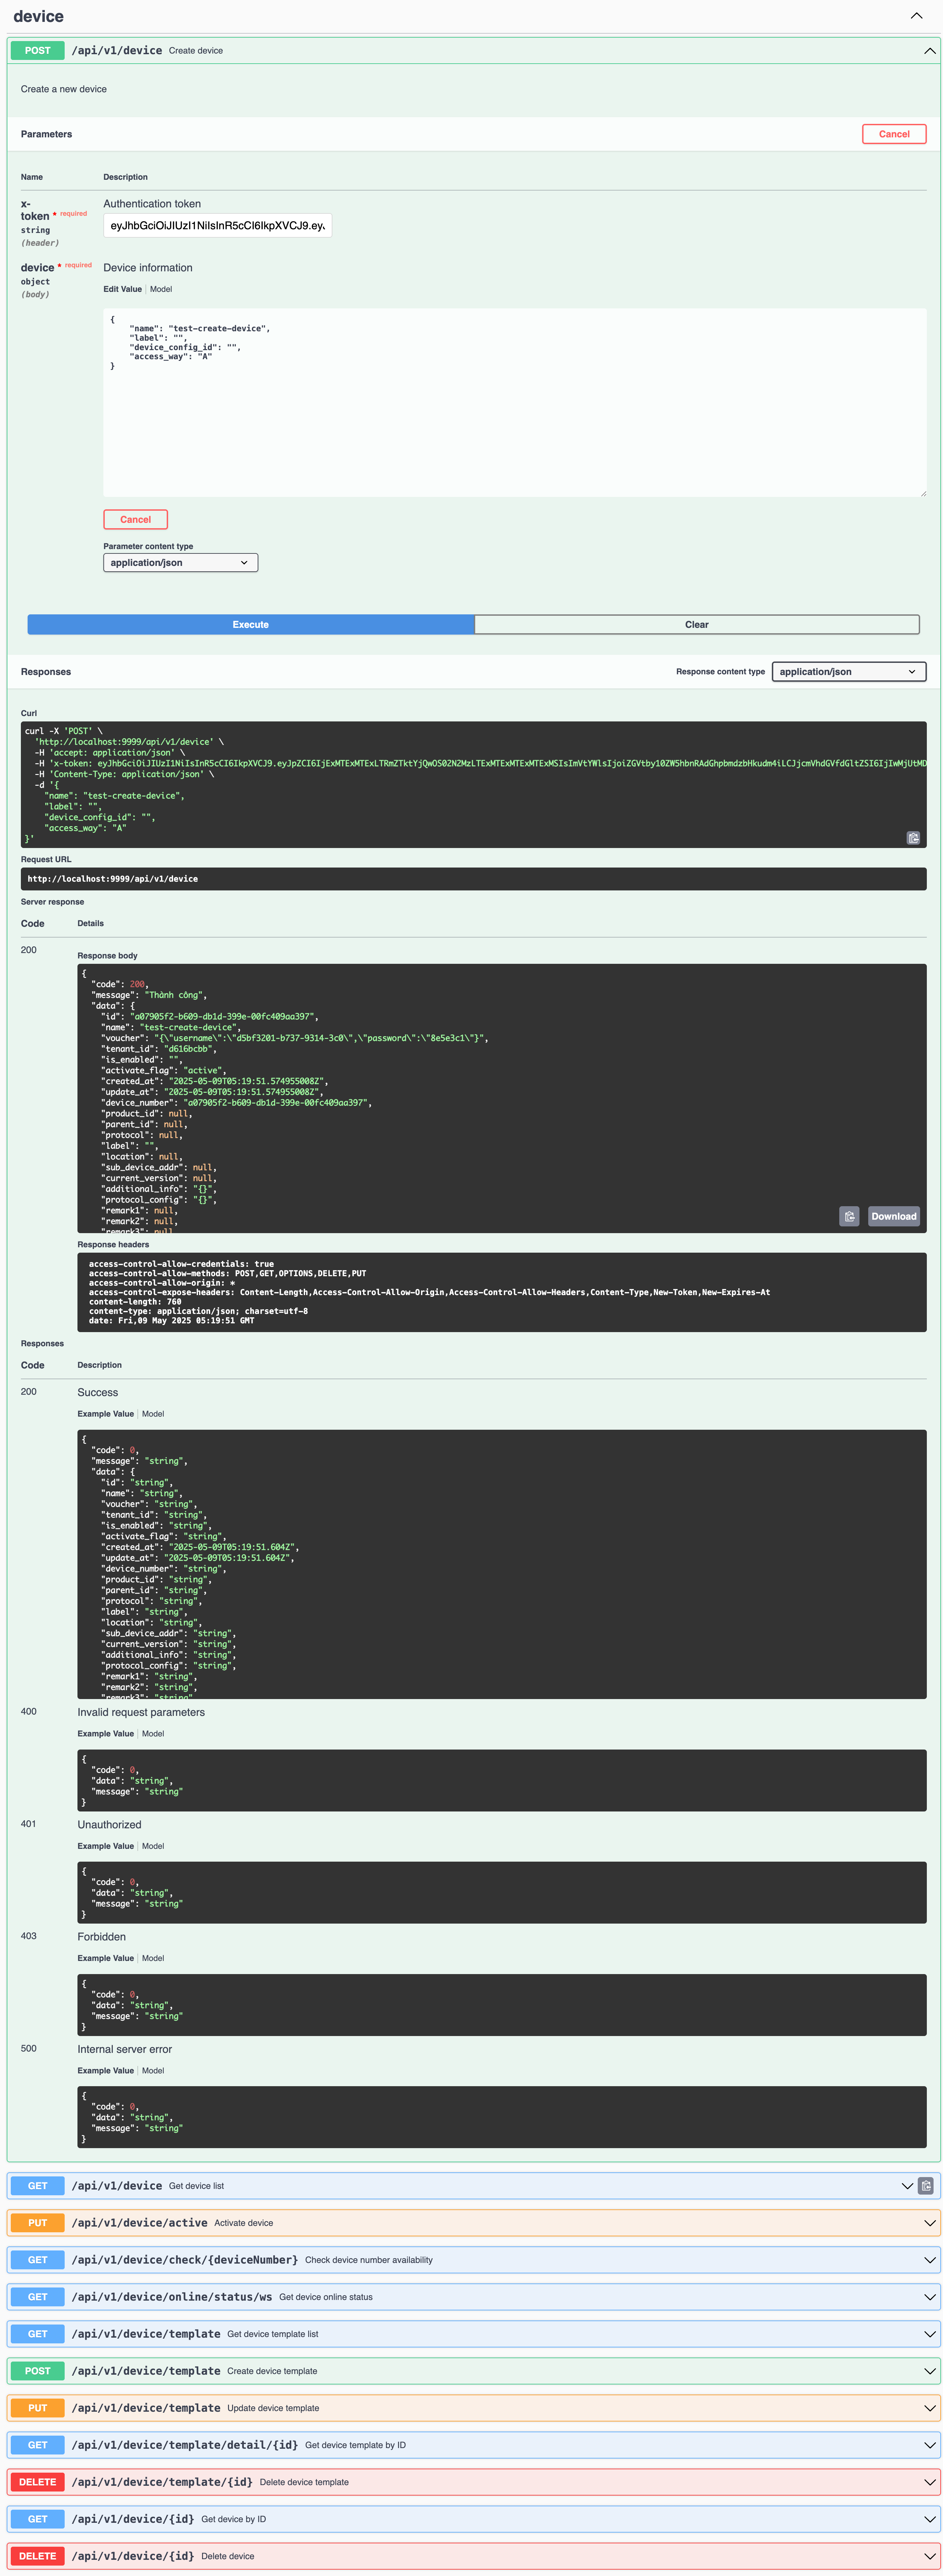 device
POST /api/v1/device Create device
Create a new device
Parameters
Cancel
Name Description
x-token * required
string
(header)
Authentication token
eyJhbGciOiJIUzI1NiIsInR5cCI6IkpXVCJ9.ey
device * required
object
(body)
Device information
Edit Value | Model
{
    "name": "test-create-device",
    "label": "",
    "device_config_id": "",
    "access_way": "A"
}
Cancel
Parameter content type
application/json
Execute Clear
Responses
Response content type application/json
Curl
curl -X 'POST' \
  'http://localhost:9999/api/v1/device' \
  -H 'accept: application/json' \
  -H 'x-token:
  -H 'Content-Type: application/json' \
  -d '{
    "name": "test-create-device",
    "label": "",
    "device_config_id": "",
    "access_way": "A"
}'
Request URL
http://localhost:9999/api/v1/device
Server response
Code Details
200
Response body
{
  "code": 200,
  "message": "Thành công",
  "data": {
    "id": "a07905f2-b609-db1d-399e-00fc409aa397",
    "name": "test-create-device",
    "voucher": "{\"username\":\"d5bf3201-b737-9314-3c0\",\"password\":\"8e5e3c1\"}",
    "tenant_id": "d616bcbb",
    "is_enabled": "",
    "activate_flag": "active",
    "created_at": "2025-05-09T05:19:51.574955008Z",
    "update_at": "2025-05-09T05:19:51.574955008Z",
    "device_number": "a07905f2-b609-db1d-399e-00fc409aa397",
    "product_id": null,
    "parent_id": null,
    "protocol": null,
    "label": "",
    "location": null,
    "sub_device_addr": null,
    "current_version": null,
    "additional_info": "{}",
    "protocol_config": "{}",
    "remark1": null,
    "remark2": null,
    "remark3": null
Download
Response headers
access-control-allow-credentials: true
access-control-allow-methods: POST,GET,OPTIONS,DELETE,PUT
access-control-allow-origin: *
access-control-expose-headers: Content-Length,Access-Control-Allow-Origin,Access-Control-Allow-Headers,Content-Type,New-Token,New-Expires-At
content-length: 760
content-type: application/json; charset=utf-8
date: Fri,09 May 2025 05:19:51 GMT
Responses
Code Description
200 Success
Example Value | Model
{
  "code": 0,
  "message": "string",
  "data": {
    "id": "string",
    "name": "string",
    "voucher": "string",
    "tenant_id": "string",
    "is_enabled": "string",
    "activate_flag": "string",
    "created_at": "2025-05-09T05:19:51.604Z",
    "update_at": "2025-05-09T05:19:51.604Z",
    "device_number": "string",
    "product_id": "string",
    "parent_id": "string",
    "protocol": "string",
    "label": "string",
    "location": "string",
    "sub_device_addr": "string",
    "current_version": "string",
    "additional_info": "string",
    "protocol_config": "string",
    "remark1": "string",
    "remark2": "string",
    "remark3": "string"
400 Invalid request parameters
Example Value | Model
{
  "code": 0,
  "data": "string",
  "message": "string"
}
401 Unauthorized
Example Value | Model
{
  "code": 0,
  "data": "string",
  "message": "string"
}
403 Forbidden
Example Value | Model
{
  "code": 0,
  "data": "string",
  "message": "string"
}
500 Internal server error
Example Value | Model
{
  "code": 0,
  "data": "string",
  "message": "string"
}
GET /api/v1/device Get device list
PUT /api/v1/device/active Activate device
GET /api/v1/device/check/{deviceNumber} Check device number availability
GET /api/v1/device/online/status/ws Get device online status
GET /api/v1/device/template Get device template list
POST /api/v1/device/template Create device template
PUT /api/v1/device/template Update device template
GET /api/v1/device/template/detail/{id} Get device template by ID
DELETE /api/v1/device/template/{id} Delete device template
GET /api/v1/device/{id} Get device by ID
DELETE /api/v1/device/{id} Delete device